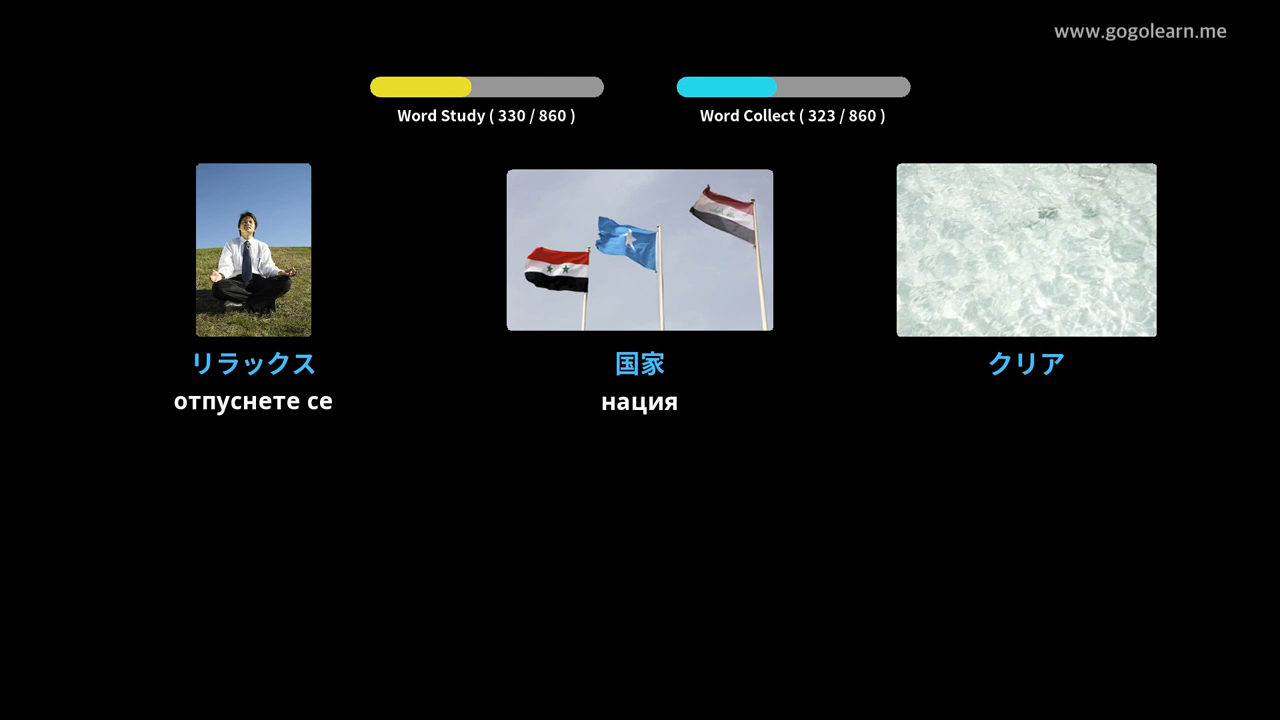 www.gogolearn.me
Word Study ( 330 / 860 )
Word Collect ( 323 / 860 )
リラックス
国家
クリア
отпуснете се
нация